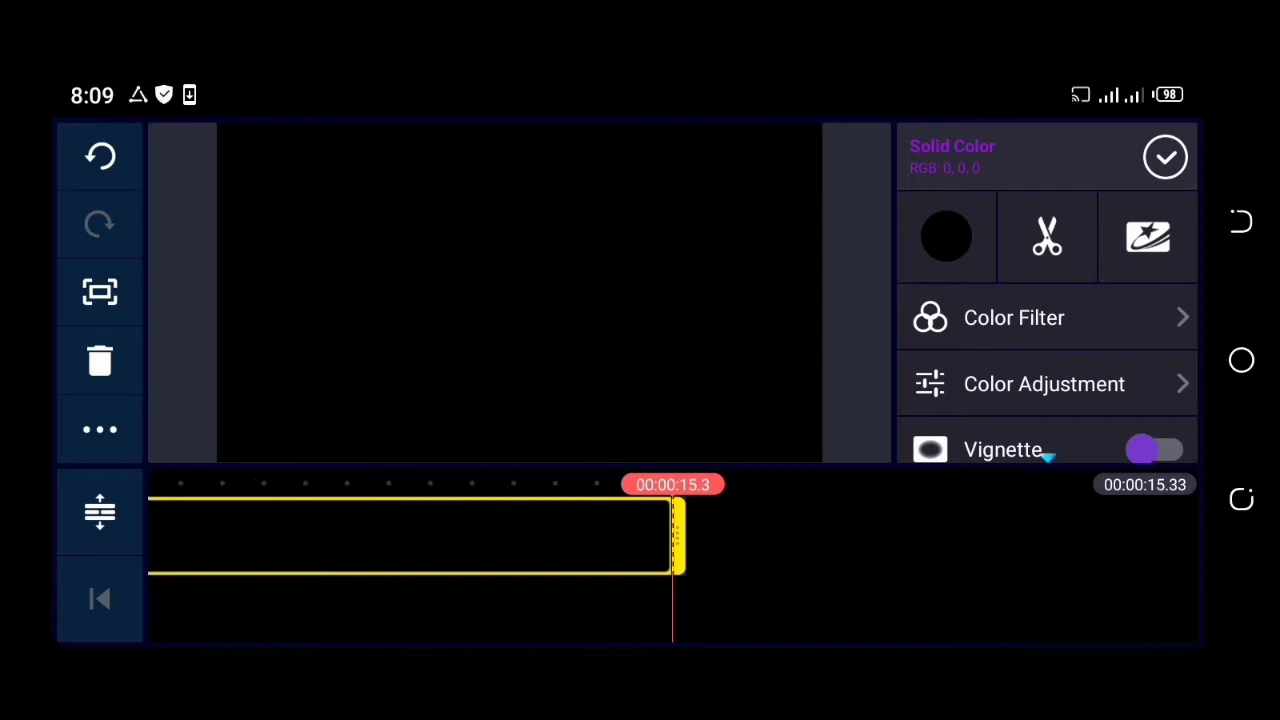 8:09
98
Solid Color
RGB: 0, 0, 0
Color Filter
Color Adjustment
Vignette
00:00:15.3
00:00:15.33